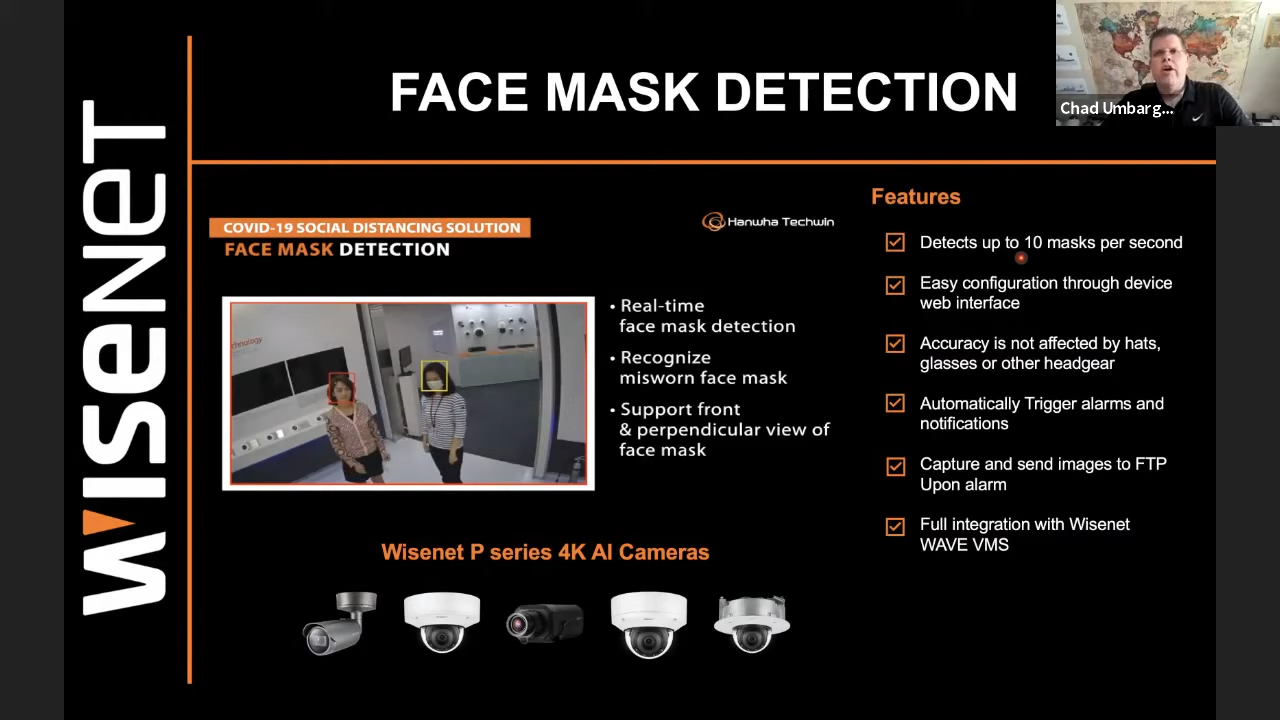 FACE MASK DETECTION
Chad Umbarg...
WISENET
COVID-19 SOCIAL DISTANCING SOLUTION
FACE MASK DETECTION
Hanwha Techwin
hnology
• Real-time
face mask detection
• Recognize
misworn face mask
• Support front
& perpendicular view of
face mask
Features
Detects up to 10 masks per second
Easy configuration through device
web interface
Accuracy is not affected by hats,
glasses or other headgear
Automatically Trigger alarms and
notifications
Capture and send images to FTP
Upon alarm
Full integration with Wisenet
WAVE VMS
Wisenet P series 4K AI Cameras